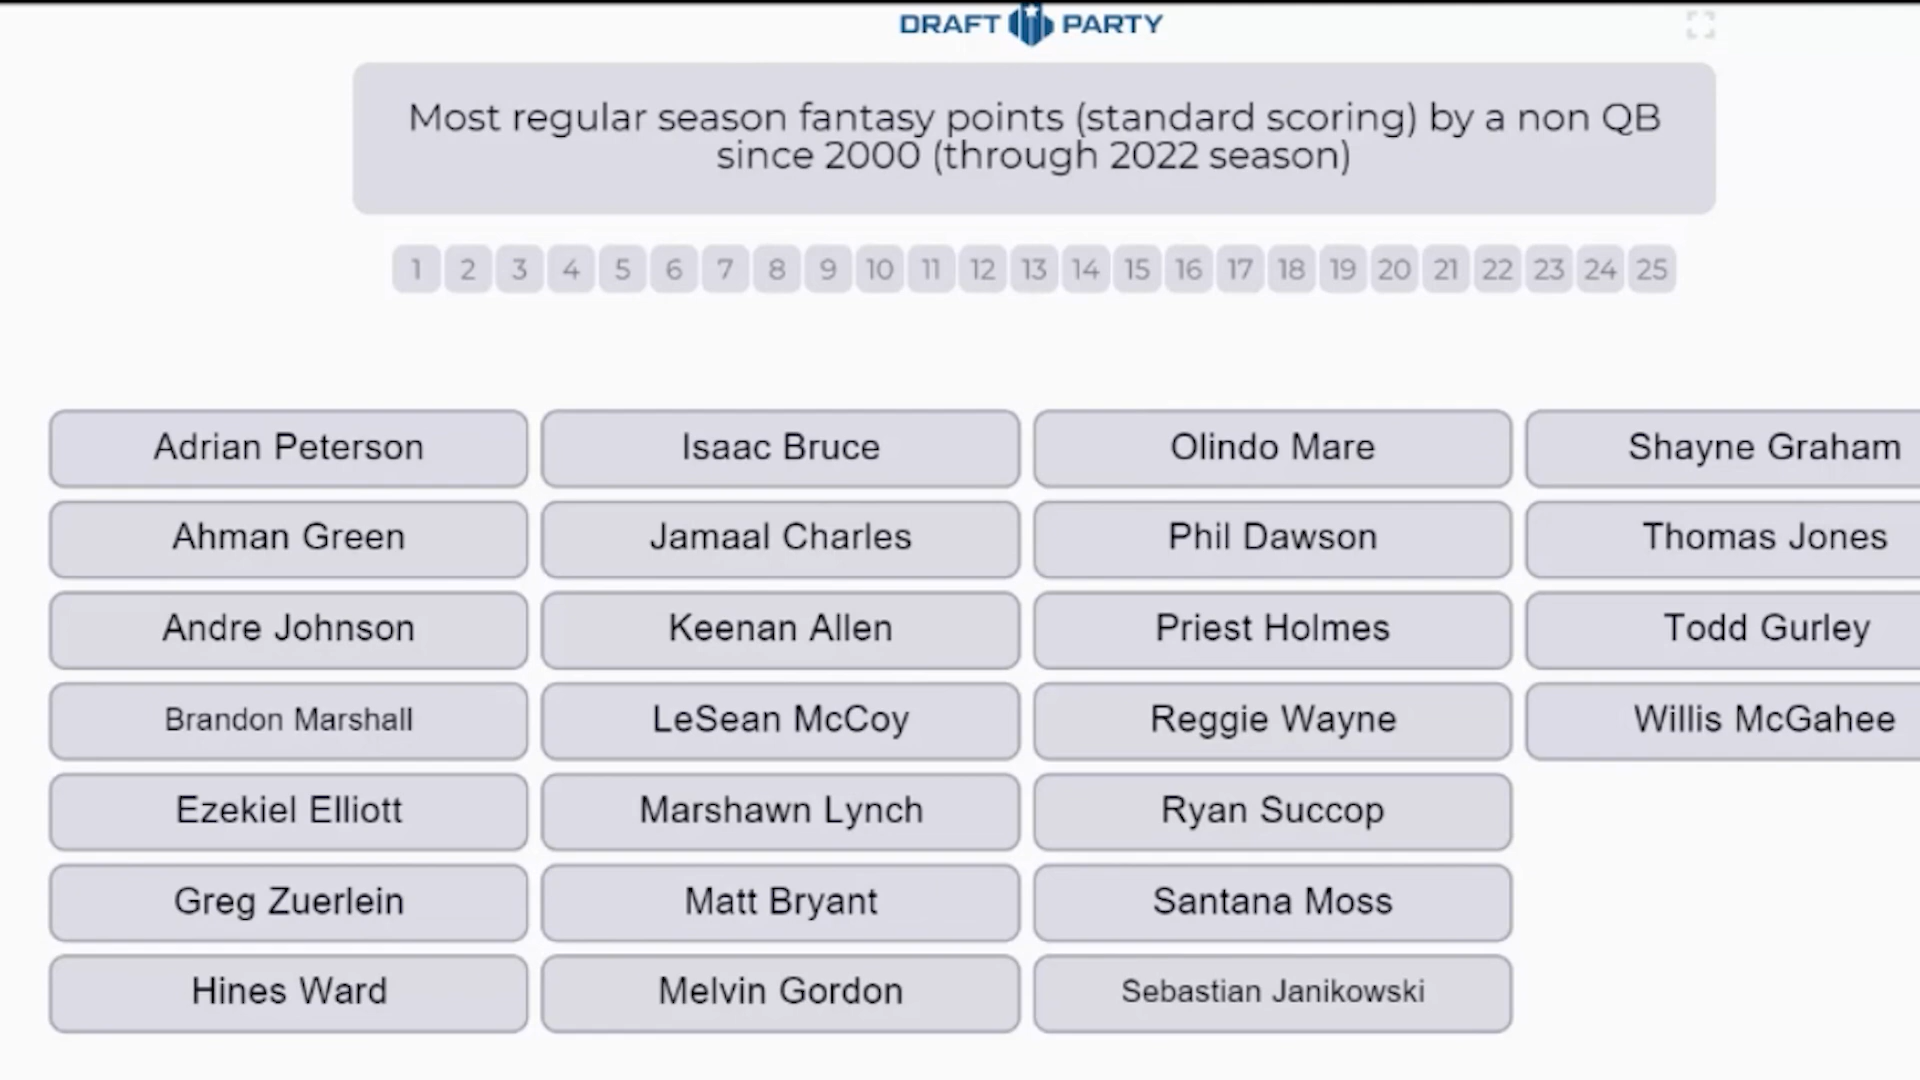 DRAFT PARTY
Most regular season fantasy points (standard scoring) by a non QB
since 2000 (through 2022 season)
1 2 3 4 5 6 7 8 9 10 11 12 13 14 15 16 17 18 19 20 21 22 23 24 25
Adrian Peterson
Isaac Bruce
Olindo Mare
Shayne Graham
Ahman Green
Jamaal Charles
Phil Dawson
Thomas Jones
Andre Johnson
Keenan Allen
Priest Holmes
Todd Gurley
Brandon Marshall
LeSean McCoy
Reggie Wayne
Willis McGahee
Ezekiel Elliott
Marshawn Lynch
Ryan Succop
Greg Zuerlein
Matt Bryant
Santana Moss
Hines Ward
Melvin Gordon
Sebastian Janikowski